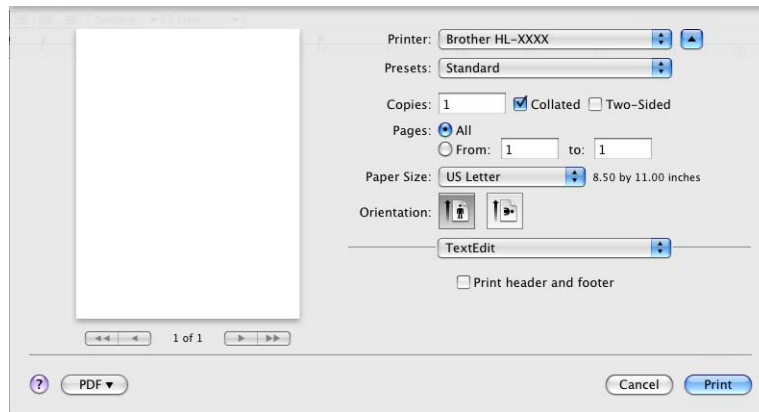 Spacing
Lists
Printer: Brother HL-XXXX
Presets: Standard
Copies: 1 Collated Two-Sided
Pages: All
From: 1 to: 1
Paper Size: US Letter 8.50 by 11.00 inches
Orientation:
TextEdit
Print header and footer
1 of 1
? PDF Cancel Print